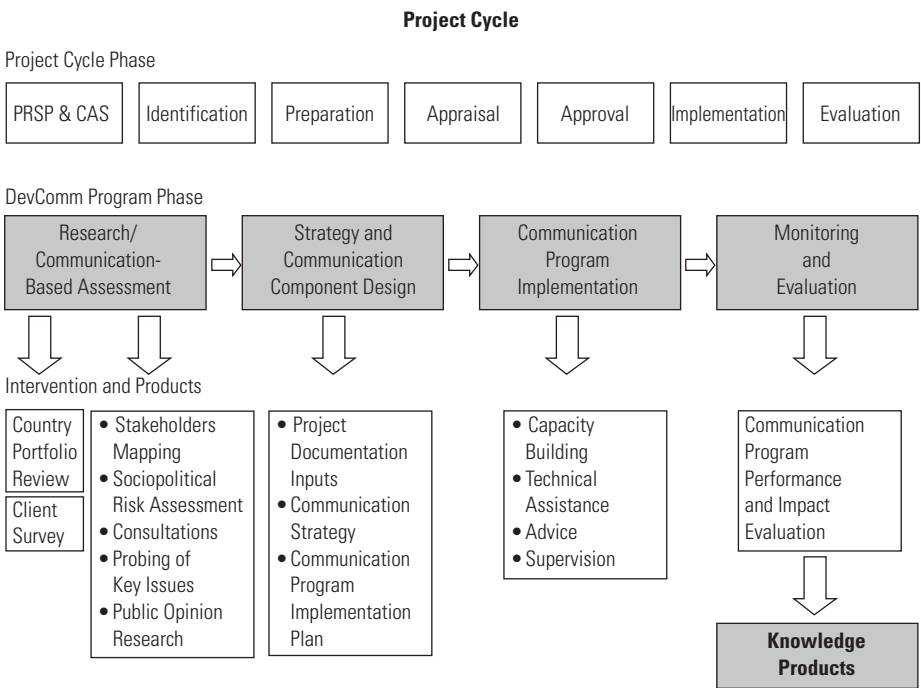 Project Cycle
Project Cycle Phase
PRSP & CAS
Identification
Preparation
Appraisal
Approval
Implementation
Evaluation
DevComm Program Phase
Research/
Communication-
Based Assessment
Strategy and
Communication
Component Design
Communication
Program
Implementation
Monitoring
and
Evaluation
Intervention and Products
Country
Portfolio
Review
Client
Survey
• Stakeholders
Mapping
• Sociopolitical
Risk Assessment
• Consultations
• Probing of
Key Issues
• Public Opinion
Research
• Project
Documentation
Inputs
• Communication
Strategy
• Communication
Program
Implementation
Plan
• Capacity
Building
• Technical
Assistance
• Advice
• Supervision
Communication
Program
Performance
and Impact
Evaluation
Knowledge
Products